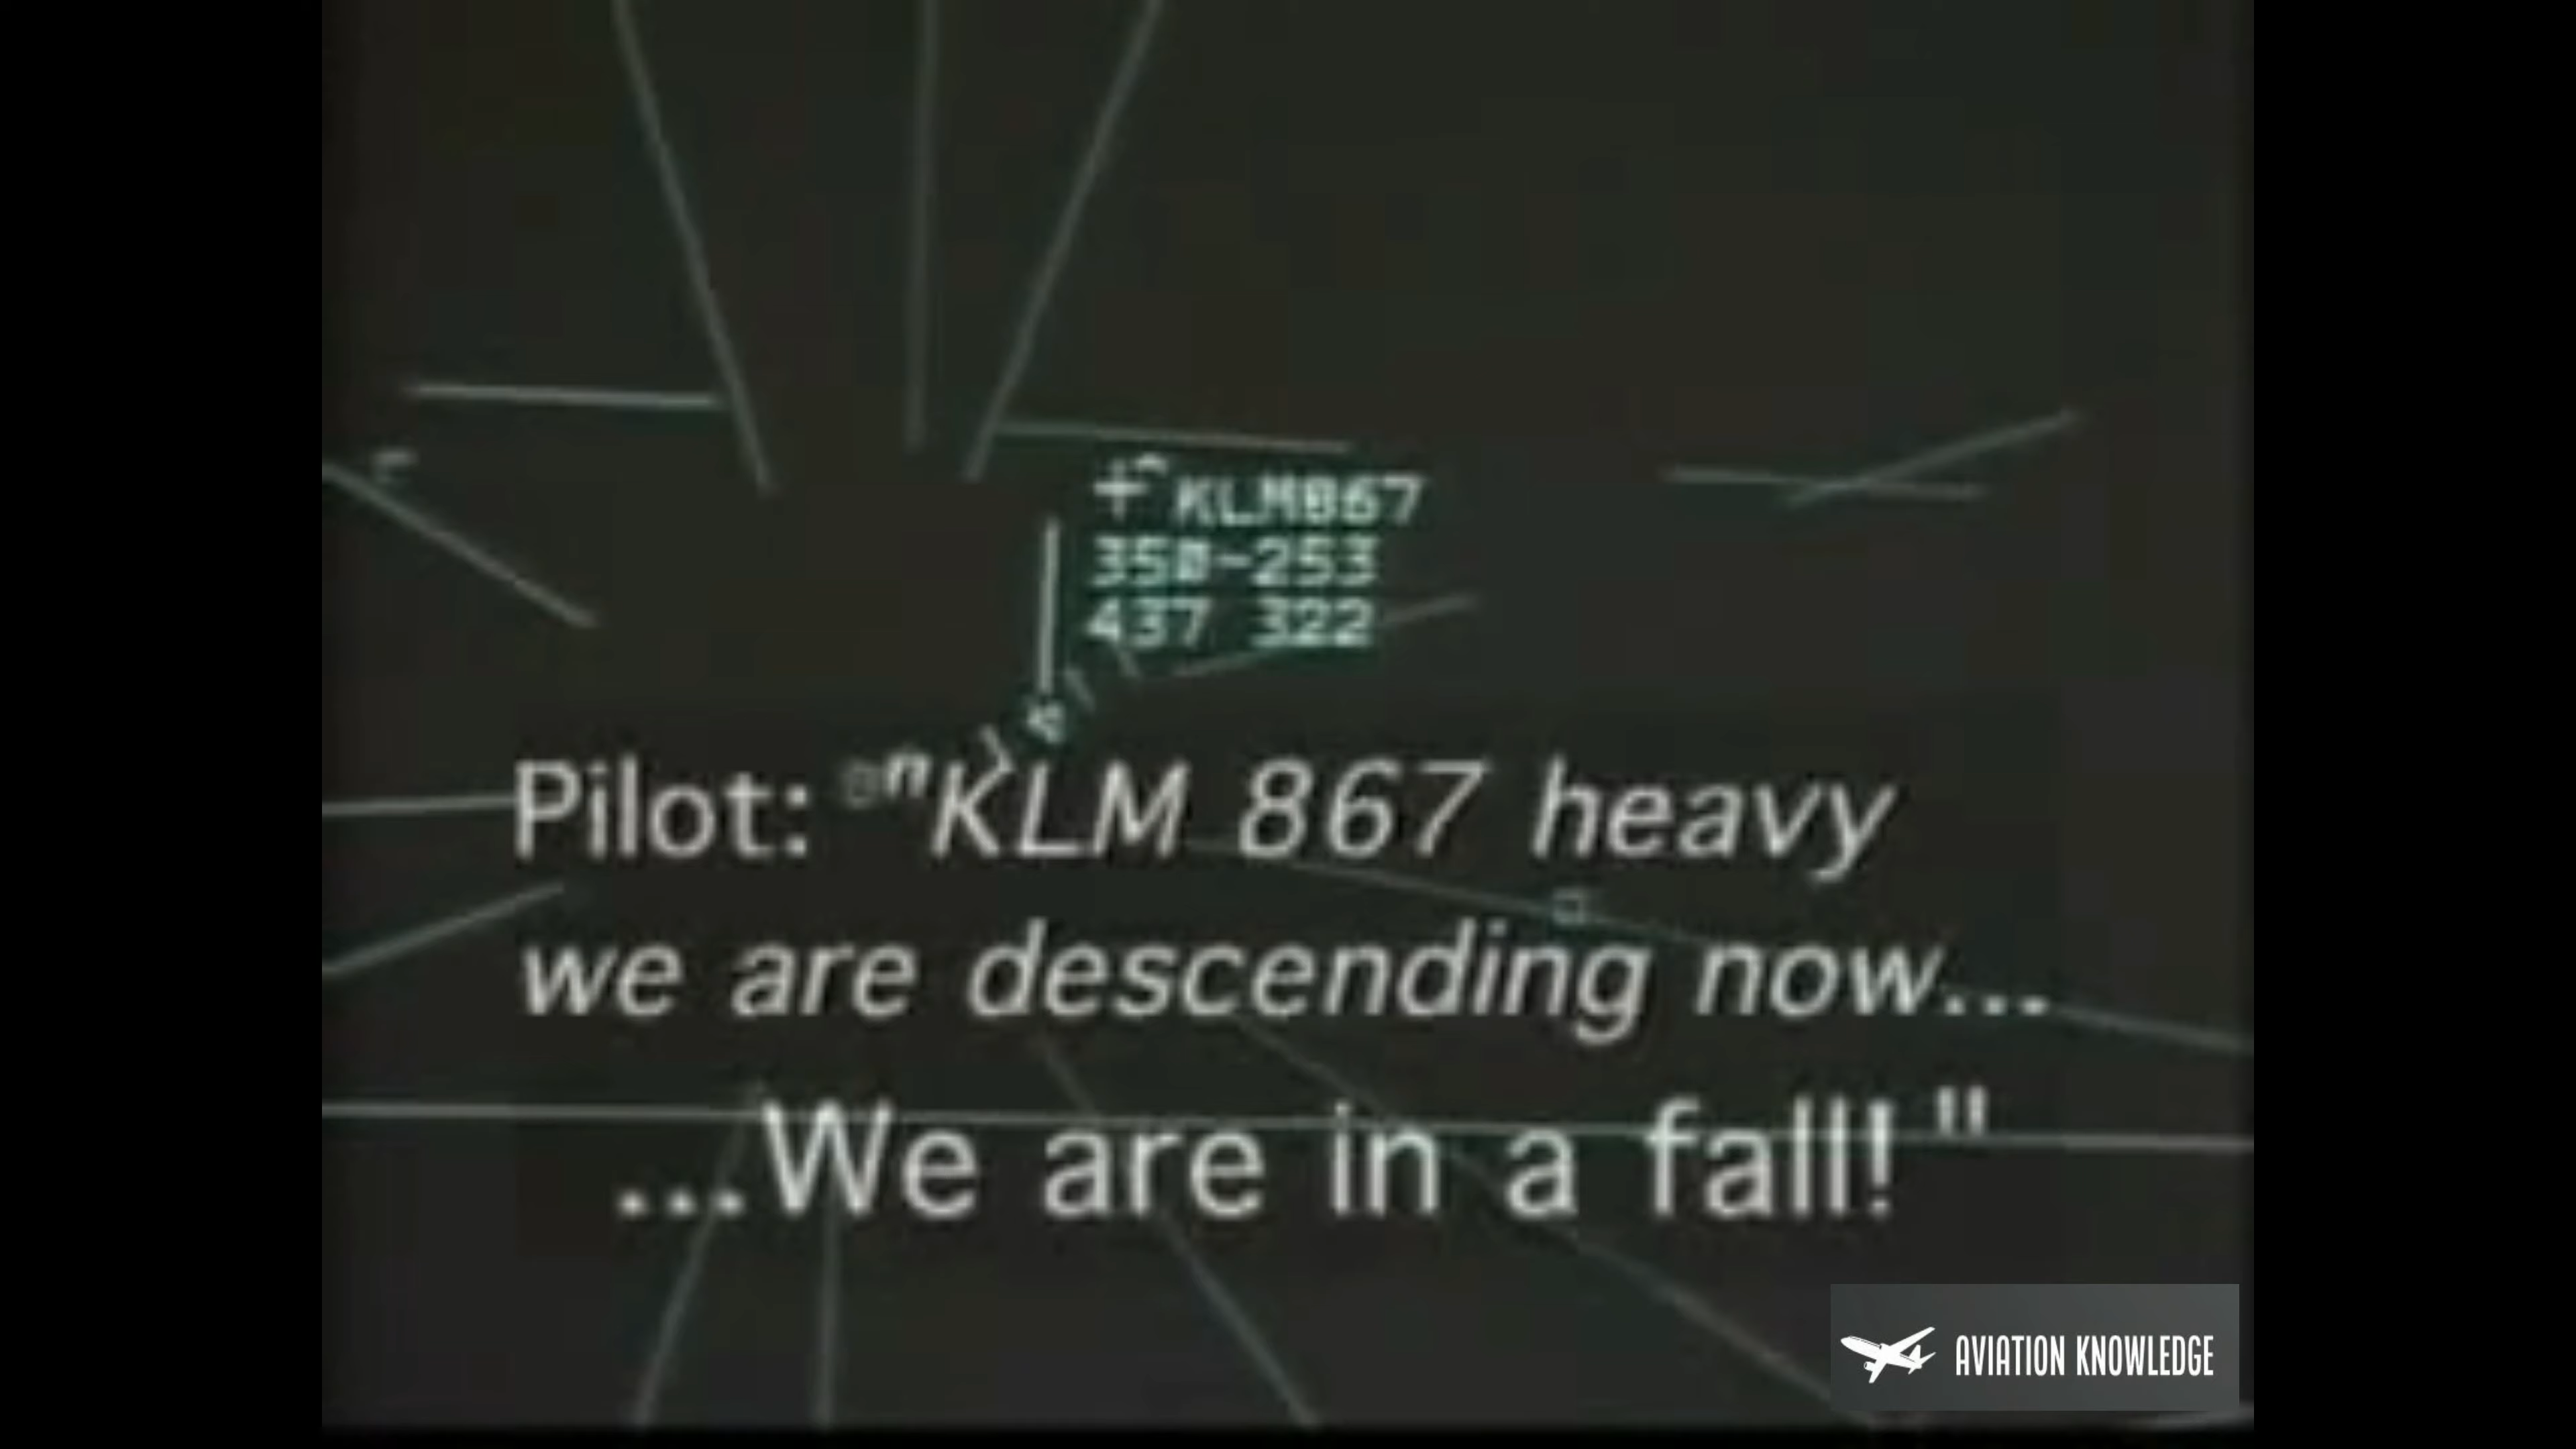 KLM867
350-253
437 322
Pilot: "KLM 867 heavy
we are descending now...
...We are in a fall!"
AVIATION KNOWLEDGE